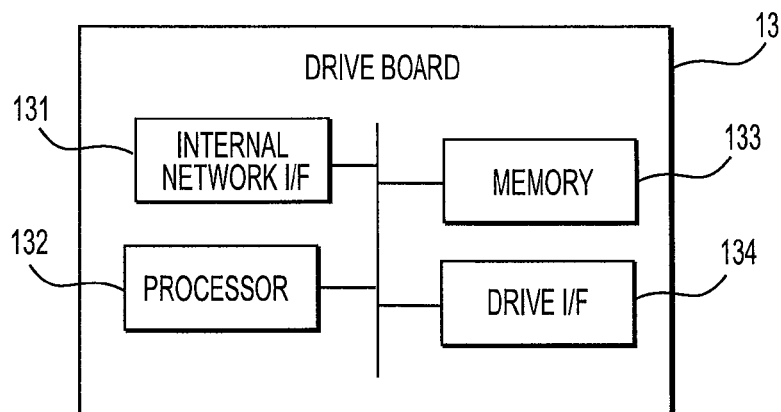 13
DRIVE BOARD
131
INTERNAL
NETWORK I/F
133
MEMORY
132
PROCESSOR
134
DRIVE I/F